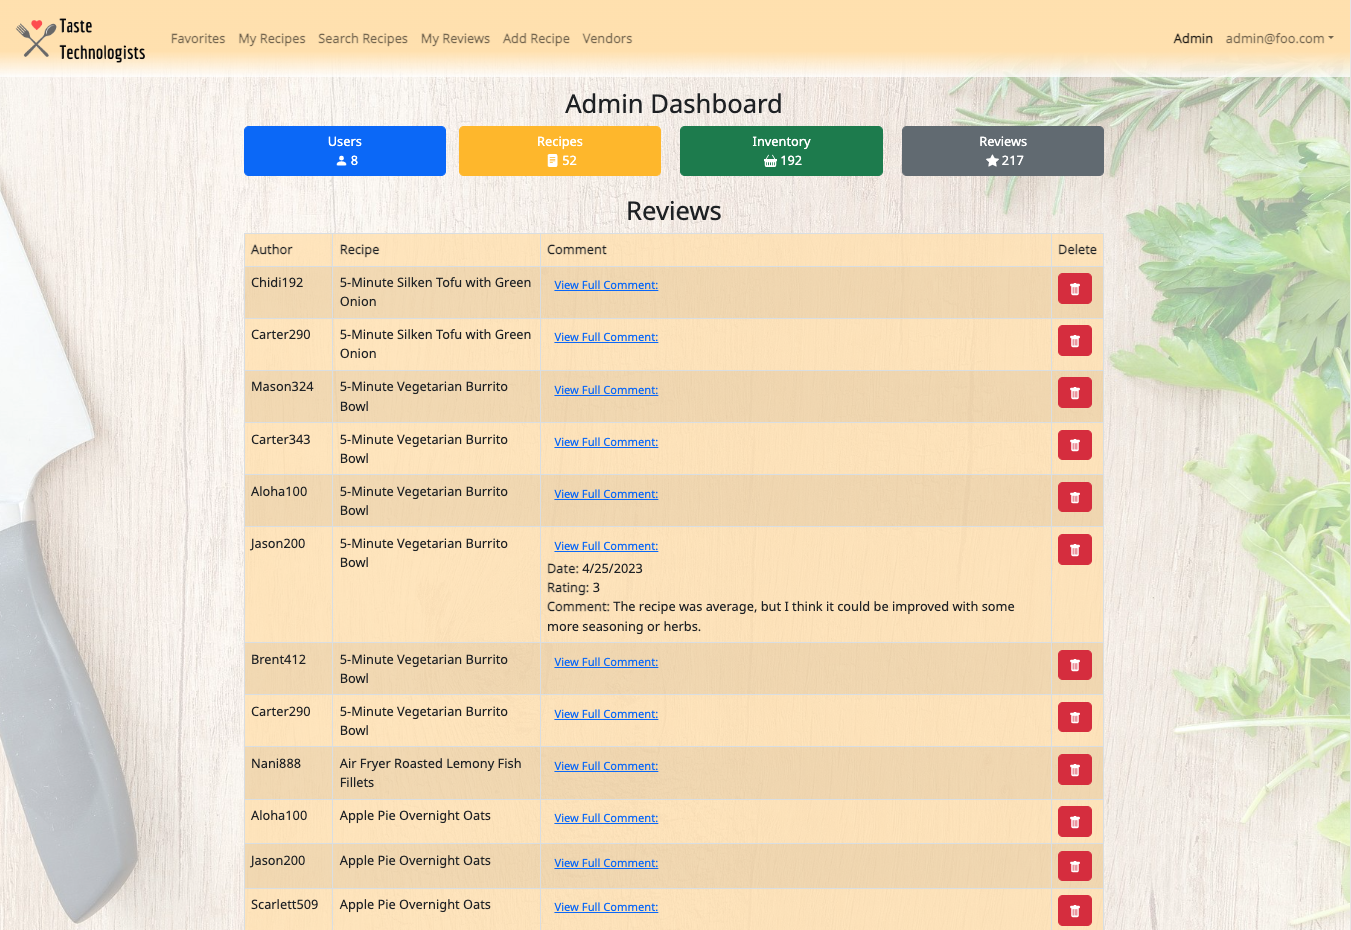 Taste
Technologists
Favorites My Recipes Search Recipes My Reviews Add Recipe Vendors
Admin admin@foo.com
Admin Dashboard
Users
8
Recipes
52
Inventory
192
Reviews
217
Reviews
Author Recipe Comment Delete
Chidi192 5-Minute Silken Tofu with Green View Full Comment:
Onion
Carter290 5-Minute Silken Tofu with Green View Full Comment:
Onion
Mason324 5-Minute Vegetarian Burrito View Full Comment:
Bowl
Carter343 5-Minute Vegetarian Burrito View Full Comment:
Bowl
Aloha100 5-Minute Vegetarian Burrito View Full Comment:
Bowl
Jason200 5-Minute Vegetarian Burrito View Full Comment:
Bowl
Date: 4/25/2023
Rating: 3
Comment: The recipe was average, but I think it could be improved with some
more seasoning or herbs.
Brent412 5-Minute Vegetarian Burrito View Full Comment:
Bowl
Carter290 5-Minute Vegetarian Burrito View Full Comment:
Bowl
Nani888 Air Fryer Roasted Lemony Fish View Full Comment:
Fillets
Aloha100 Apple Pie Overnight Oats View Full Comment:
Jason200 Apple Pie Overnight Oats View Full Comment:
Scarlett509 Apple Pie Overnight Oats View Full Comment: